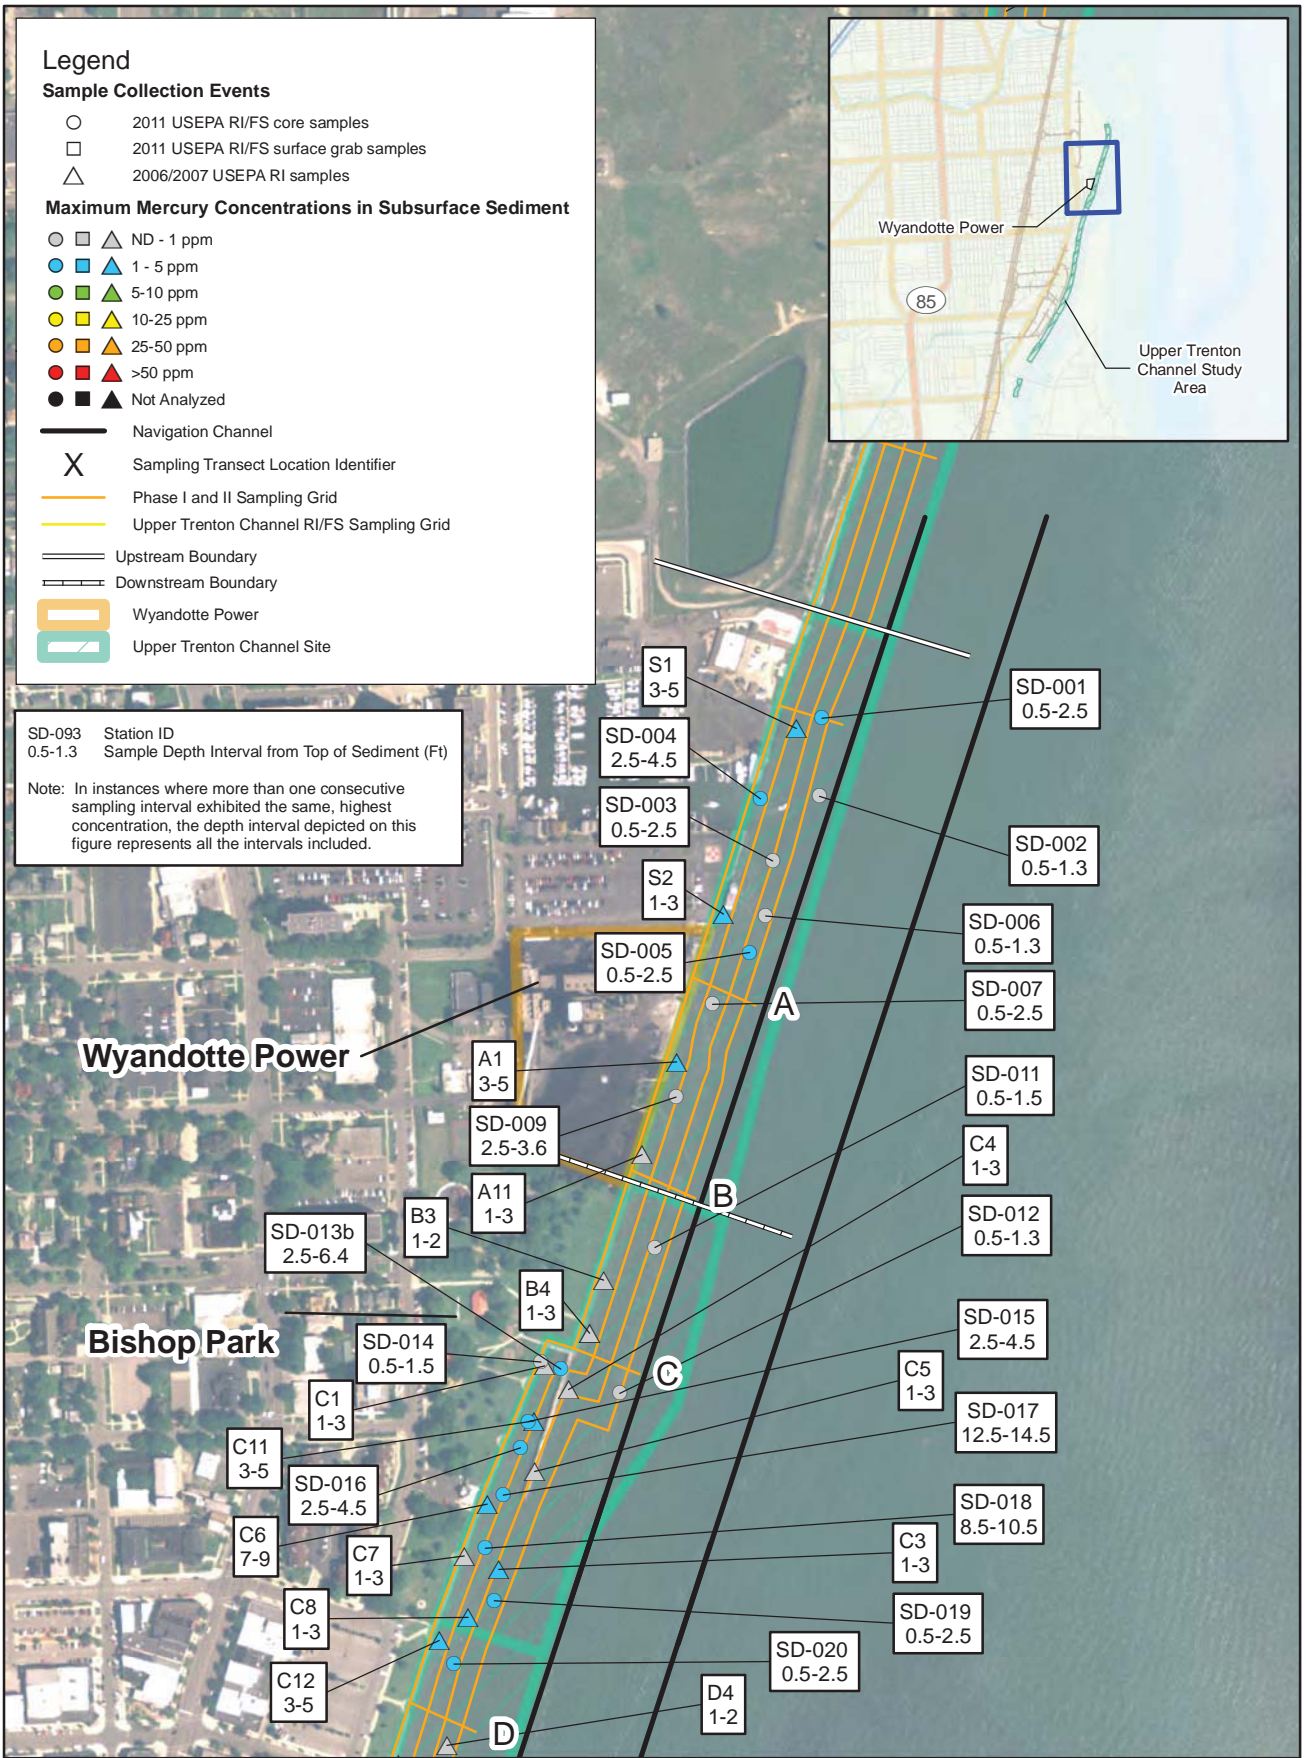 Legend
Sample Collection Events
2011 USEPA RI/FS core samples
2011 USEPA RI/FS surface grab samples
2006/2007 USEPA RI samples
Maximum Mercury Concentrations in Subsurface Sediment
ND - 1 ppm
1 - 5 ppm
5-10 ppm
10-25 ppm
25-50 ppm
>50 ppm
Not Analyzed
Navigation Channel
X Sampling Transect Location Identifier
Phase I and II Sampling Grid
Upper Trenton Channel RI/FS Sampling Grid
Upstream Boundary
Downstream Boundary
Wyandotte Power
Upper Trenton Channel Site
SD-093 Station ID
0.5-1.3 Sample Depth Interval from Top of Sediment (Ft)
Note: In instances where more than one consecutive
sampling interval exhibited the same, highest
concentration, the depth interval depicted on this
figure represents all the intervals included.
Wyandotte Power
85
Upper Trenton
Channel Study
Area
S1
3-5
SD-001
0.5-2.5
SD-004
2.5-4.5
SD-003
0.5-2.5
SD-002
0.5-1.3
S2
1-3
SD-006
0.5-1.3
SD-005
0.5-2.5
SD-007
0.5-2.5
A
Wyandotte Power
A1
3-5
SD-011
0.5-1.5
SD-009
2.5-3.6
C4
1-3
A11
1-3
B
SD-012
0.5-1.3
B3
1-2
SD-013b
2.5-6.4
B4
1-3
SD-015
2.5-4.5
Bishop Park
SD-014
0.5-1.5
C
C5
1-3
C1
1-3
SD-017
12.5-14.5
C11
3-5
SD-016
2.5-4.5
SD-018
8.5-10.5
C6
7-9
C7
1-3
C3
1-3
C8
1-3
SD-019
0.5-2.5
SD-020
0.5-2.5
C12
3-5
D4
1-2
D